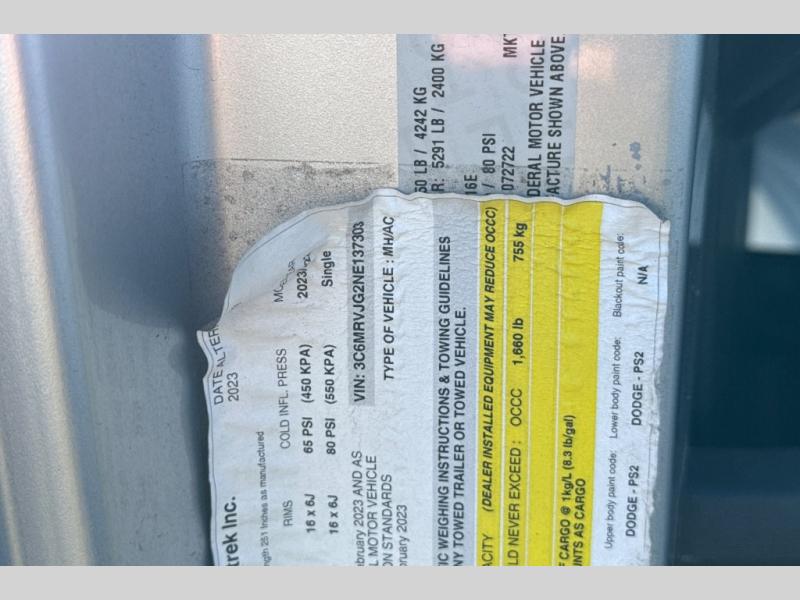 50 LB / 4242 KG
R: 5291 LB / 2400 KG
16E
/ 80 PSI
072722 MK
DERAL MOTOR VEHICLE
ACTURE SHOWN ABOVE
trek Inc. DATE ALTER
2023
ngth 251 Inches as manufactured
RIMS COLD INFL. PRESS
16 x 6J 65 PSI (450 KPA) 2023
16 x 6J 80 PSI (550 KPA) Single
VIN: 3C6MRVJG2NE137303
bruary 2023 AND AS TYPE OF VEHICLE : MH/AC
L MOTOR VEHICLE
ON STANDARDS
bruary 2023
IC WEIGHING INSTRUCTIONS & TOWING GUIDELINES
NY TOWED TRAILER OR TOWED VEHICLE.
ACITY (DEALER INSTALLED EQUIPMENT MAY REDUCE OCCC)
LD NEVER EXCEED : OCCC 1,660 lb 755 kg
F CARGO @ 1kg/L (8.3 lb/gal)
UNTS AS CARGO
Upper body paint code: Lower body paint code: Blackout paint code:
DODGE - PS2 DODGE - PS2 N/A